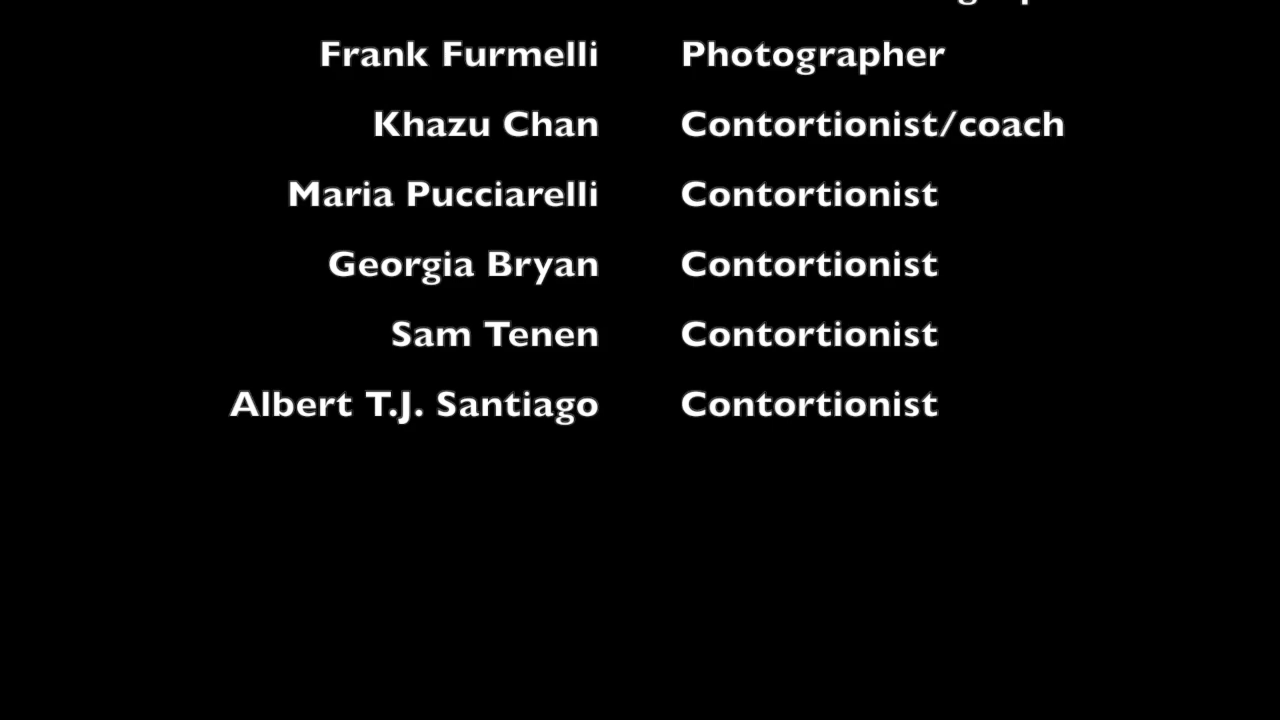 Frank Furmelli Photographer
Khazu Chan Contortionist/coach
Maria Pucciarelli Contortionist
Georgia Bryan Contortionist
Sam Tenen Contortionist
Albert T.J. Santiago Contortionist